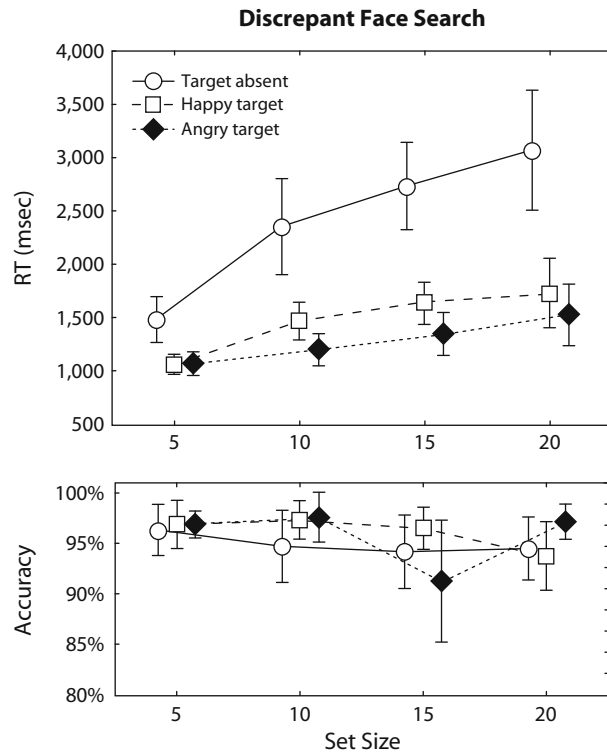 Discrepant Face Search
4,000
3,500
3,000
2,500
2,000
1,500
1,000
500
RT (msec)
Target absent
Happy target
Angry target
5 10 15 20
100%
95%
90%
85%
80%
Accuracy
5 10 15 20
Set Size